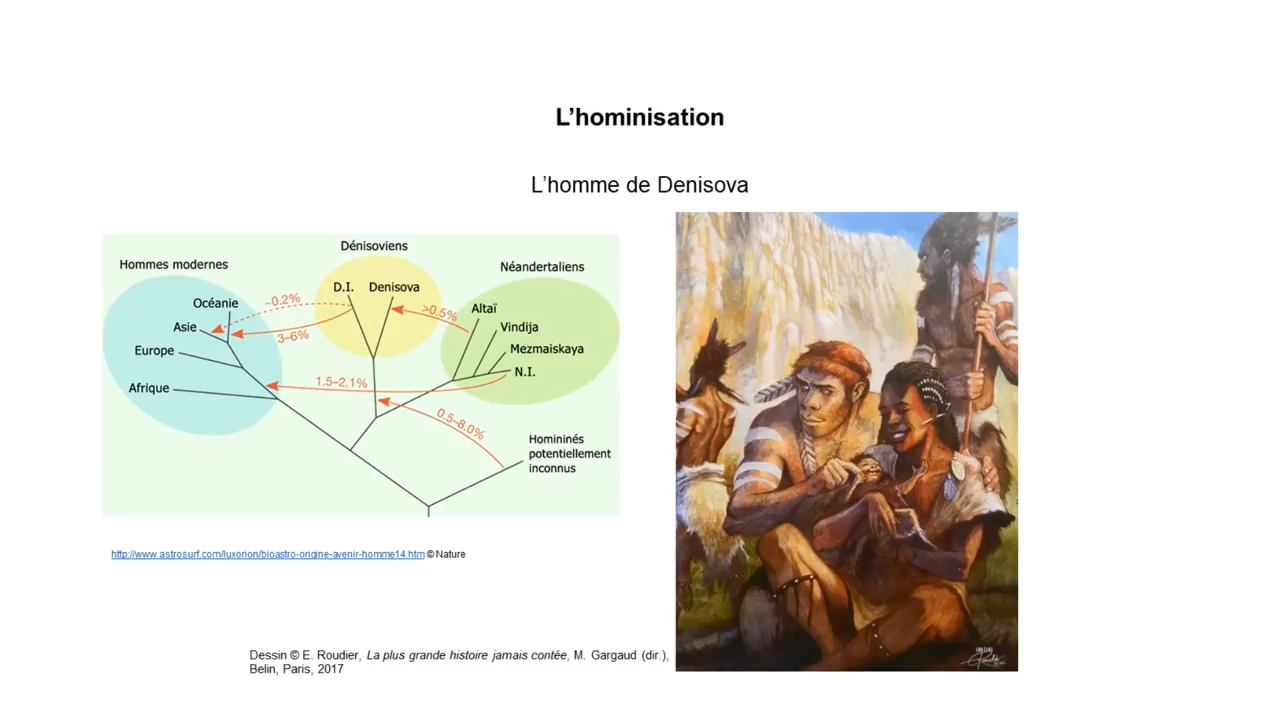 L’hominisation
L’homme de Denisova
Dénisoviens
Hommes modernes
Néandertaliens
D.I.
Denisova
Océanie
~0.2%
>0.5%
Altaï
Asie
3–6%
Vindija
Europe
Mezmaiskaya
N.I.
1.5–2.1%
Afrique
0.5–8.0%
Homininés
potentiellement
inconnus
http://www.astrosurf.com/luxorion/bioastro-origine-avenir-homme14.htm © Nature
Dessin © E. Roudier, La plus grande histoire jamais contée, M. Gargaud (dir.),
Belin, Paris, 2017